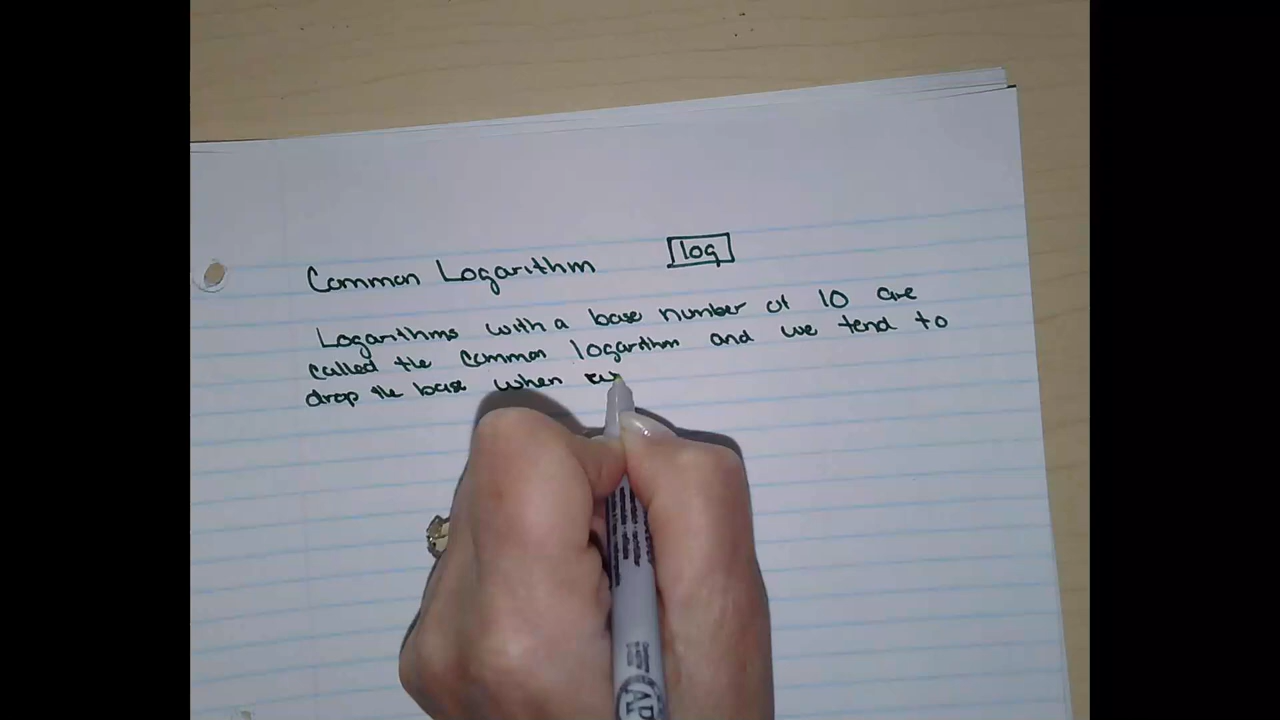 Common Logarithm log
Logarithms with a base number of 10 are
called the common logarithm and we tend to
drop the base when
AP